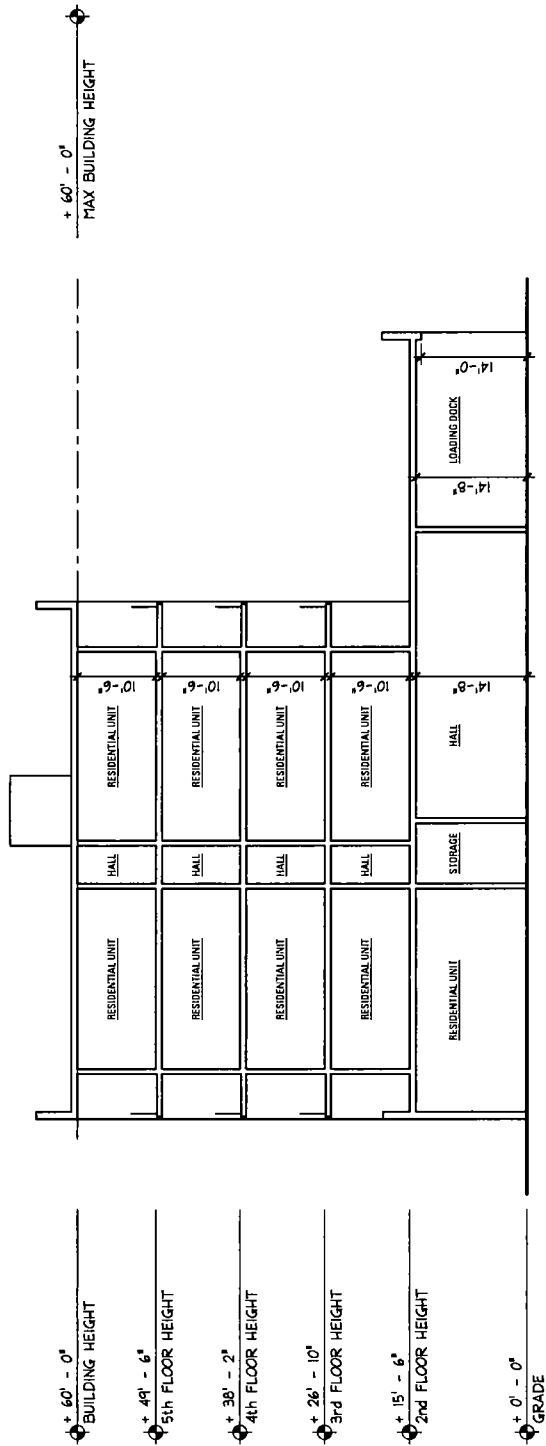 + 60' - 0"
MAX BUILDING HEIGHT
+ 60' - 0"
BUILDING HEIGHT
+ 49' - 6"
5th FLOOR HEIGHT
+ 38' - 2"
4th FLOOR HEIGHT
+ 26' - 10"
3rd FLOOR HEIGHT
+ 15' - 6"
2nd FLOOR HEIGHT
+ 0' - 0"
GRADE
RESIDENTIAL UNIT
HALL
RESIDENTIAL UNIT
10'-6"
RESIDENTIAL UNIT
HALL
RESIDENTIAL UNIT
10'-6"
RESIDENTIAL UNIT
HALL
RESIDENTIAL UNIT
10'-6"
RESIDENTIAL UNIT
HALL
RESIDENTIAL UNIT
10'-6"
RESIDENTIAL UNIT
STORAGE
HALL
14'-8"
14'-8"
LOADING DOCK
14'-0"